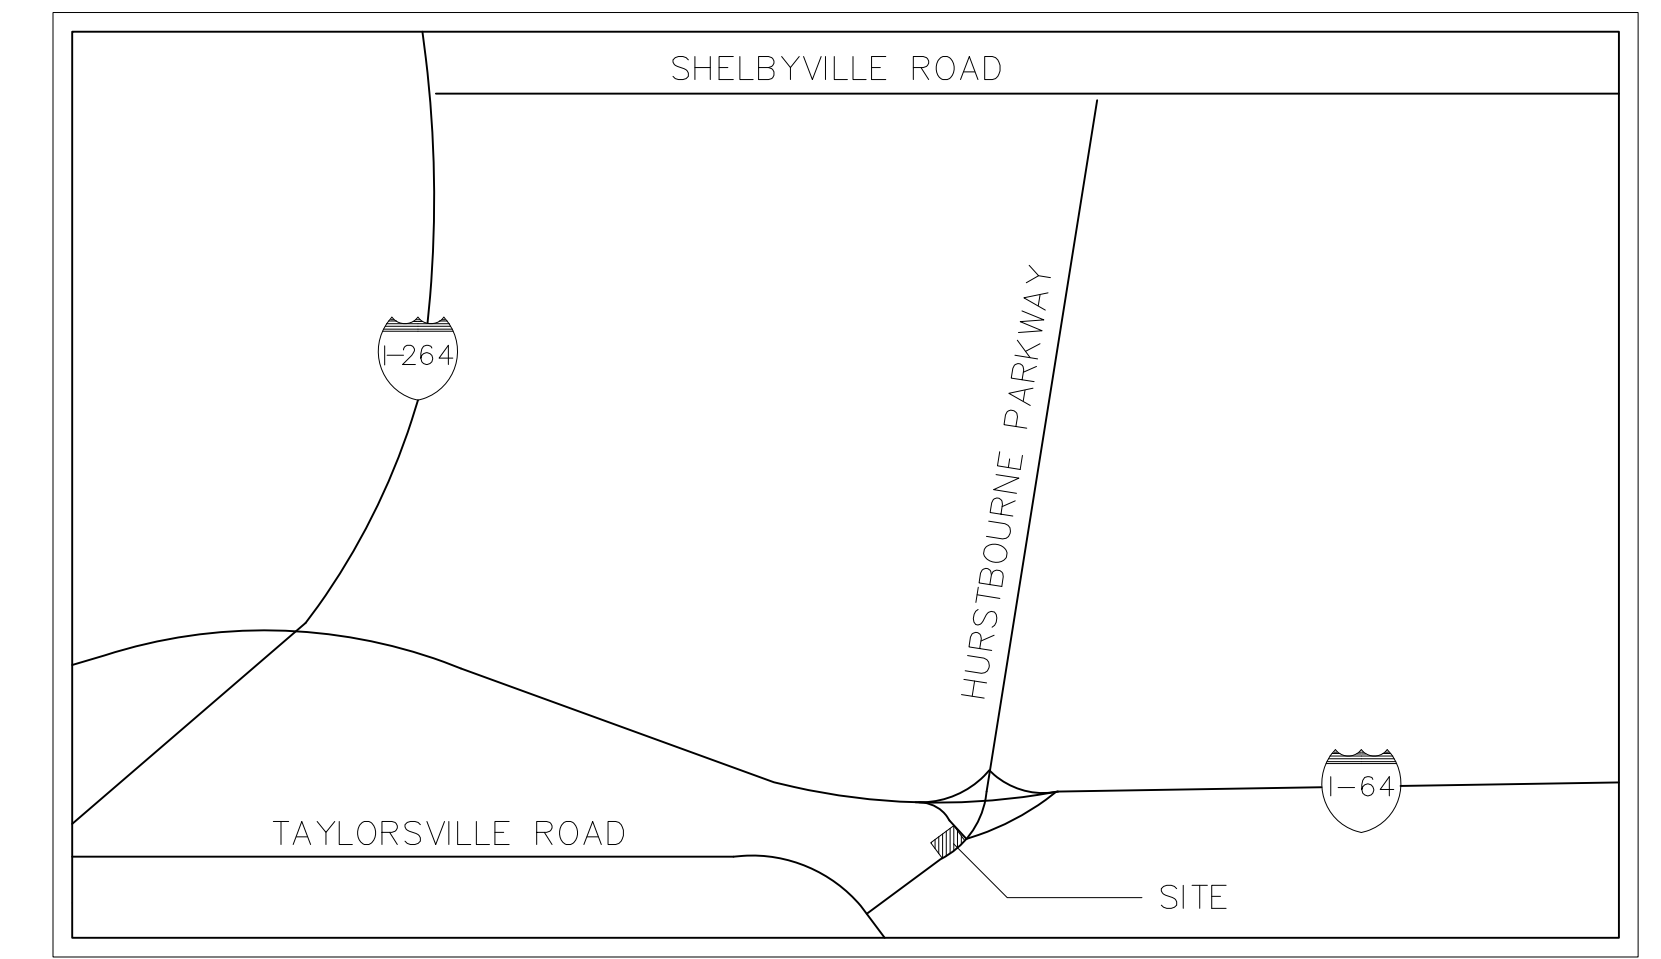 SHELBYVILLE ROAD
I-264
HURSTBOURNE PARKWAY
I-64
TAYLORSVILLE ROAD
SITE